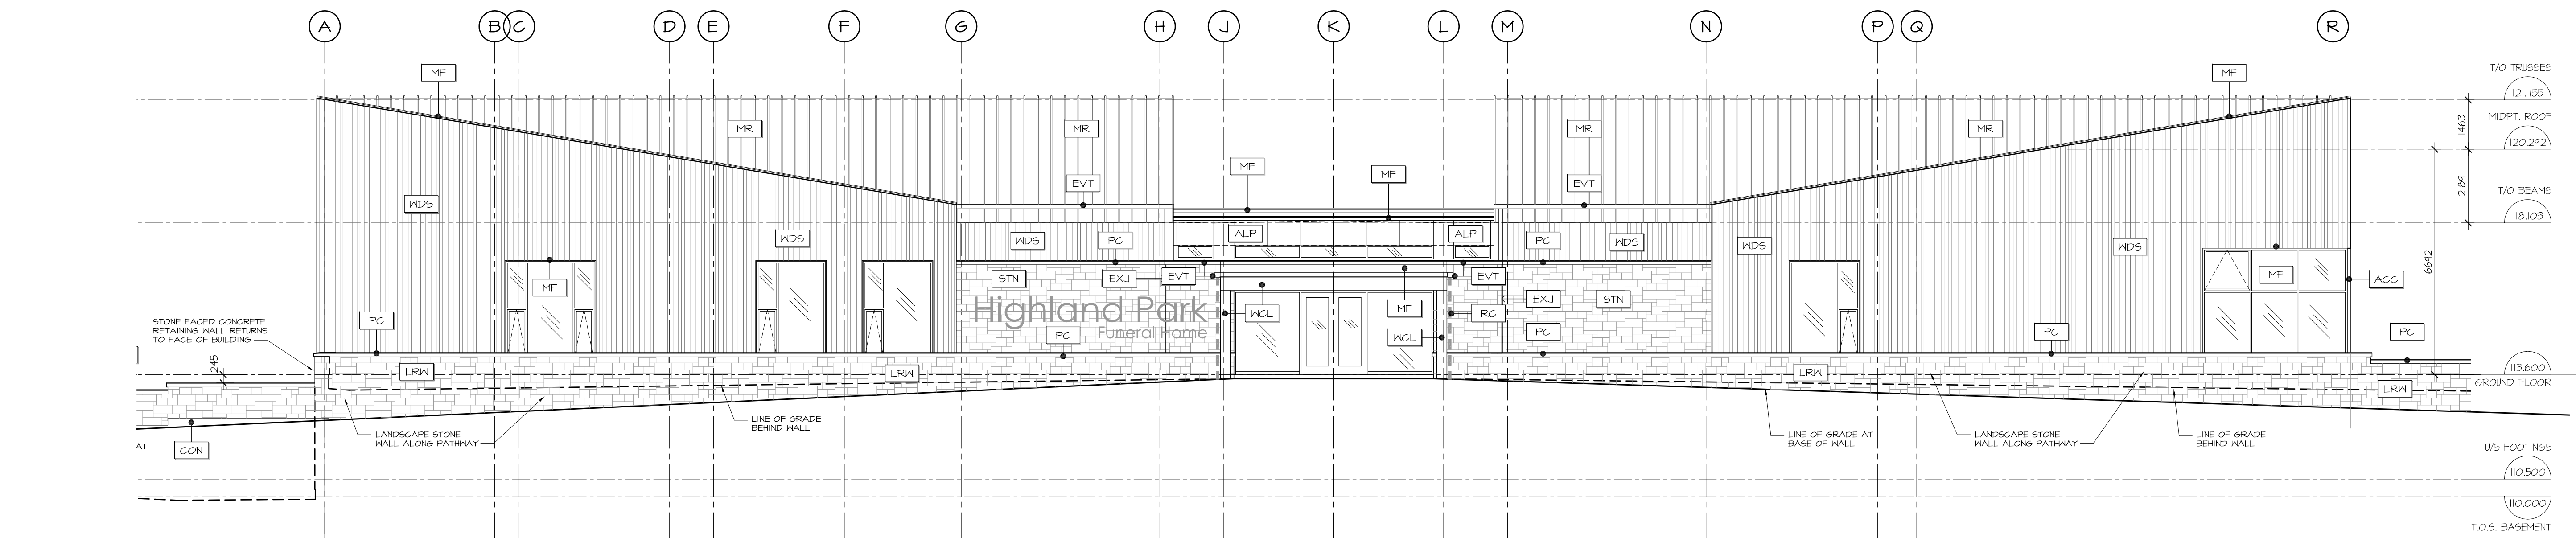 A B C D E F G H J K L M N P Q R
MF
MF
T/O TRUSSES
121.755
1463
MIDPT. ROOF
120.292
MR
MR
MR
MR
MF
MF
EVT
EVT
2189
T/O BEAMS
118.103
WDS
ALP
ALP
WDS
WDS
PC
PC
WDS
WDS
WDS
6692
STN
EXJ
EVT
EVT
MF
MF
ACC
EXJ
STN
Highland Park
Funeral Home
WCL
MF
RC
PC
PC
WCL
PC
PC
PC
STONE FACED CONCRETE
RETAINING WALL RETURNS
TO FACE OF BUILDING
245
LRW
LRW
LRW
113.600
GROUND FLOOR
LRW
LINE OF GRADE
BEHIND WALL
LANDSCAPE STONE
WALL ALONG PATHWAY
LINE OF GRADE AT
BASE OF WALL
LANDSCAPE STONE
WALL ALONG PATHWAY
LINE OF GRADE
BEHIND WALL
AT
CON
U/S FOOTINGS
110.500
110.000
T.O.S. BASEMENT